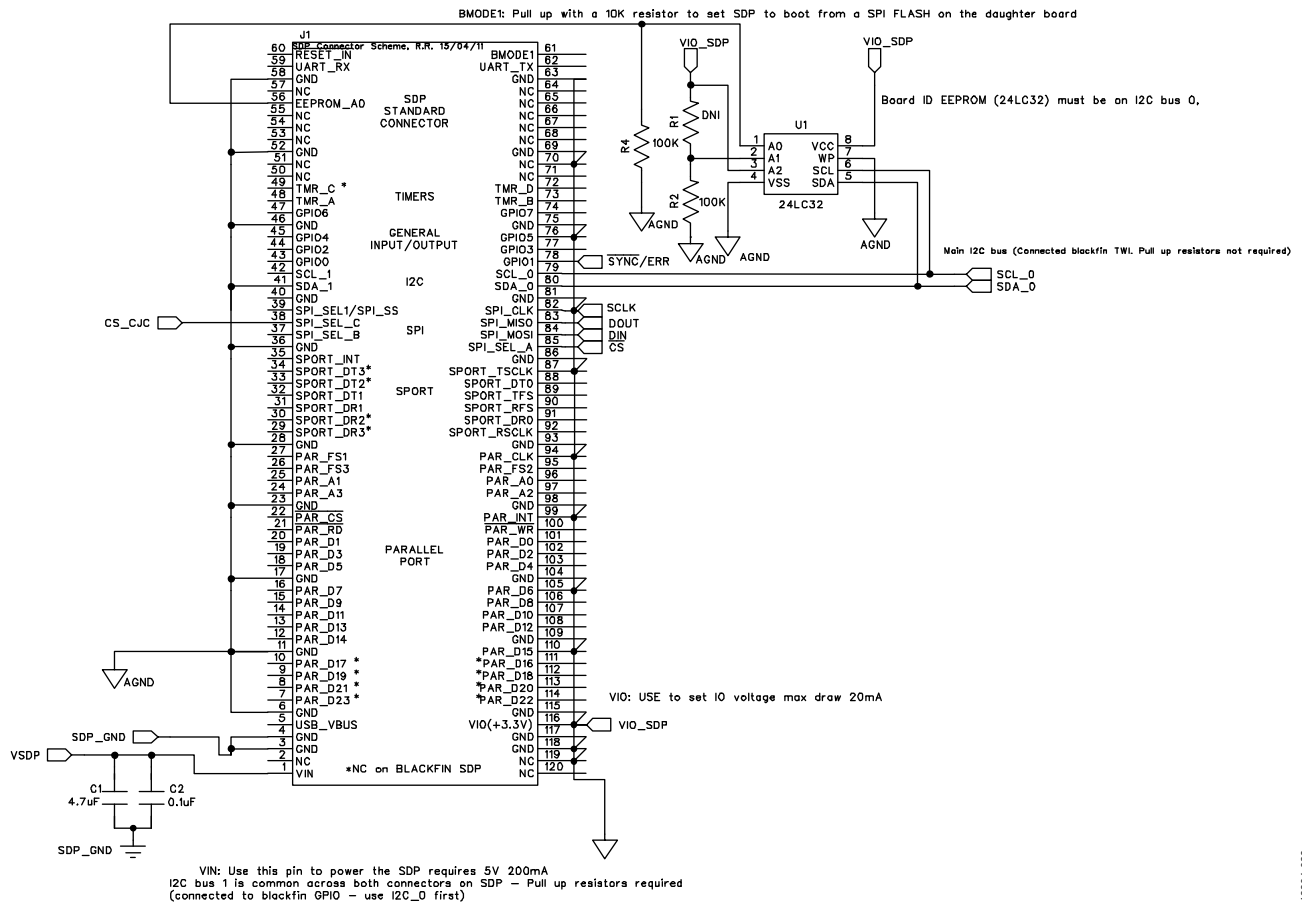 BMODE1: Pull up with a 10K resistor to set SDP to boot from a SPI FLASH on the daughter board
J1
SDP Connector Scheme, R.R. 15/04/11
60 RESET_IN BMODE1 61
59 UART_RX UART_TX 62
58 GND GND 63
57 NC NC 64
56 EEPROM_A0 NC 65
55 NC NC 66
54 NC NC 67
53 NC NC 68
52 GND GND 69
51 NC NC 70
50 NC NC 71
49 TMR_C * TMR_D 72
48 TMR_A TMR_B 73
47 GPIO6 GPIO7 74
46 GND GND 75
45 GPIO4 GPIO5 76
44 GPIO2 GPIO3 77
43 GPIO0 GPIO1 78
42 SCL_1 SCL_0 79
41 SDA_1 SDA_0 80
40 GND GND 81
39 SPI_SEL1/SPI_SS SPI_CLK 82
38 SPI_SEL_C SPI_MISO 83
37 SPI_SEL_B SPI_MOSI 84
36 GND SPI_SEL_A 85
35 SPORT_INT GND 86
34 SPORT_DT3* SPORT_TSCLK 87
33 SPORT_DT2* SPORT_DT0 88
32 SPORT_DT1 SPORT_TFS 89
31 SPORT_DR1 SPORT_RFS 90
30 SPORT_DR2* SPORT_DR0 91
29 SPORT_DR3* SPORT_RSCLK 92
28 GND GND 93
27 PAR_FS1 PAR_CLK 94
26 PAR_FS3 PAR_FS2 95
25 PAR_A1 PAR_A0 96
24 PAR_A3 PAR_A2 97
23 GND GND 98
22 PAR_CS PAR_INT 99
21 PAR_RD PAR_WR 100
20 PAR_D1 PAR_D0 101
19 PAR_D3 PAR_D2 102
18 PAR_D5 PAR_D4 103
17 GND GND 104
16 PAR_D7 PAR_D6 105
15 PAR_D9 PAR_D8 106
14 PAR_D11 PAR_D10 107
13 PAR_D13 PAR_D12 108
12 PAR_D14 GND 109
11 GND PAR_D15 110
10 PAR_D17 * *PAR_D16 111
9 PAR_D19 * *PAR_D18 112
8 PAR_D21 * *PAR_D20 113
7 PAR_D23 * *PAR_D22 114
6 GND GND 115
5 USB_VBUS VIO(+3.3V) 116
4 GND GND 117
3 GND GND 118
2 NC NC 119
1 VIN NC 120
*NC on BLACKFIN SDP
SDP
STANDARD
CONNECTOR
TIMERS
GENERAL
INPUT/OUTPUT
I2C
SPI
SPORT
PARALLEL
PORT
CS_CJC
AGND
SDP_GND
VSDP
C1
4.7uF
C2
0.1uF
SDP_GND
VIO_SDP
VIO_SDP
Board ID EEPROM (24LC32) must be on I2C bus 0,
R1
DNI
R4
100K
R2
100K
U1
1 A0 VCC 8
2 A1 WP 7
3 A2 SCL 6
4 VSS SDA 5
24LC32
AGND
AGND
AGND
AGND
Main I2C bus (Connected blackfin TWI. Pull up resistors not required)
SYNC/ERR
SCL_0
SDA_0
SCLK
DOUT
DIN
CS
VIO: USE to set IO voltage max draw 20mA
VIO_SDP
VIN: Use this pin to power the SDP requires 5V 200mA
I2C bus 1 is common across both connectors on SDP – Pull up resistors required
(connected to blackfin GPIO – use I2C_0 first)